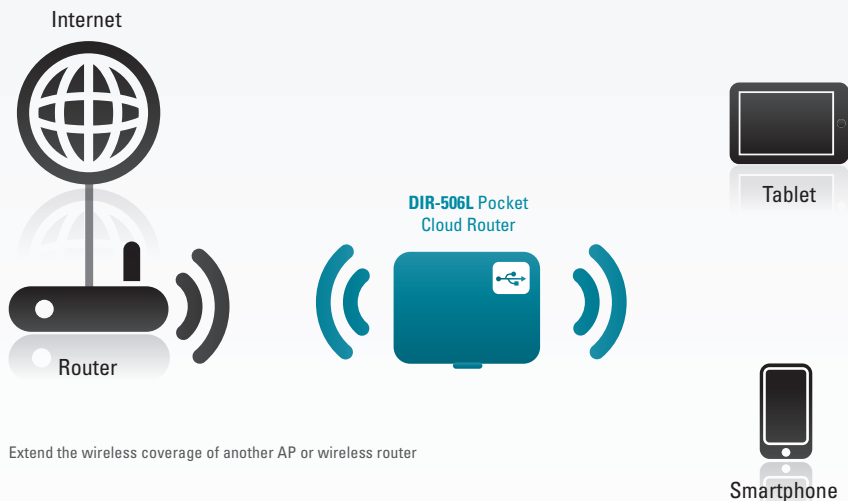 Internet
DIR-506L Pocket
Cloud Router
Tablet
Router
Extend the wireless coverage of another AP or wireless router
Smartphone